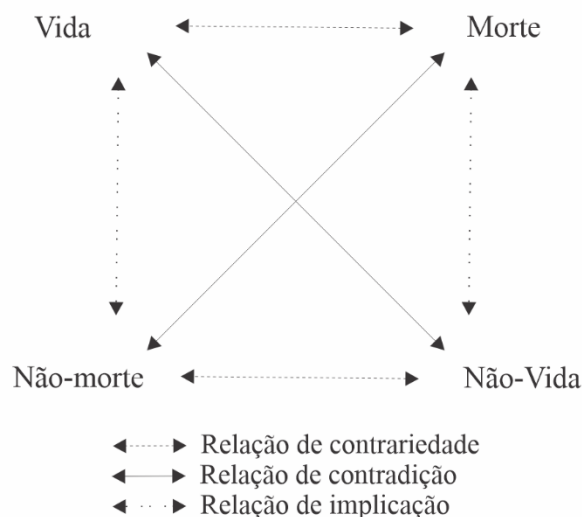 Vida Morte
Não-morte Não-Vida
Relação de contrariedade
Relação de contradição
Relação de implicação